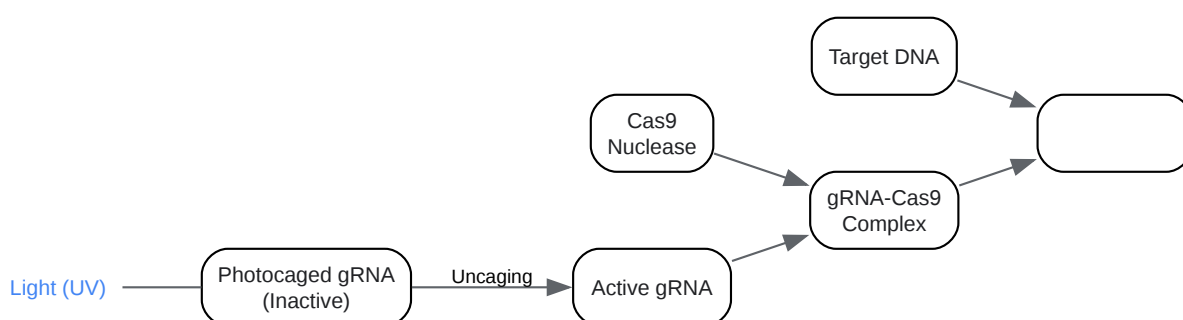 Target DNA
Cas9
Nuclease
gRNA-Cas9
Complex
Light (UV)
Photocaged gRNA
(Inactive)
Uncaging
Active gRNA